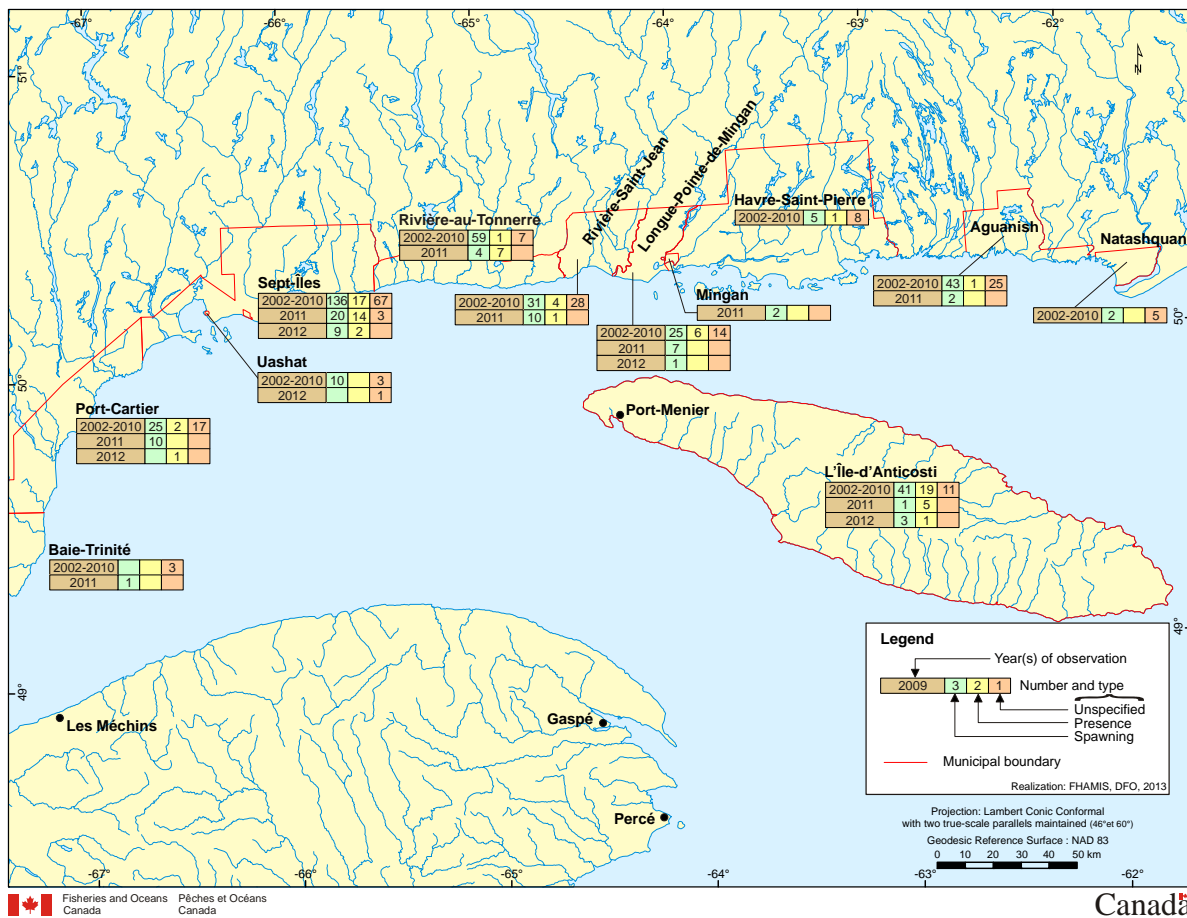 -67° -66° -65° -64° -63° -62°
51°
N
Rivière-Saint-Jean
Longue-Pointe-de-Mingan
Havre-Saint-Pierre
2002-2010 5 1 8
Rivière-au-Tonnerre
2002-2010 59 1 7
2011 4 7
Aguanish
2002-2010 43 1 25
2011 2
Natashquan
2002-2010 2 5
Sept-Îles
2002-2010 136 17 67
2011 20 14 3
2012 9 2
2002-2010 31 4 28
2011 10 1
Mingan
2011 2
2002-2010 25 6 14
2011 7
2012 1
50°
Uashat
2002-2010 10 3
2012 1
50°
Port-Cartier
2002-2010 25 2 17
2011 10
2012 1
Port-Menier
L'Île-d'Anticosti
2002-2010 41 19 11
2011 1 5
2012 3 1
Baie-Trinité
2002-2010 3
2011 1
49°
49°
Les Méchins
Gaspé
Percé
Legend
Year(s) of observation
2009 3 2 1
Number and type
Unspecified
Presence
Spawning
Municipal boundary
Realization: FHAMIS, DFO, 2013
Projection: Lambert Conic Conformal
with two true-scale parallels maintained (46°et 60°)
Geodesic Reference Surface : NAD 83
0 10 20 30 40 50 km
-67° -66° -65° -64° -63° -62°
Fisheries and Oceans Canada
Pêches et Océans Canada
Canada